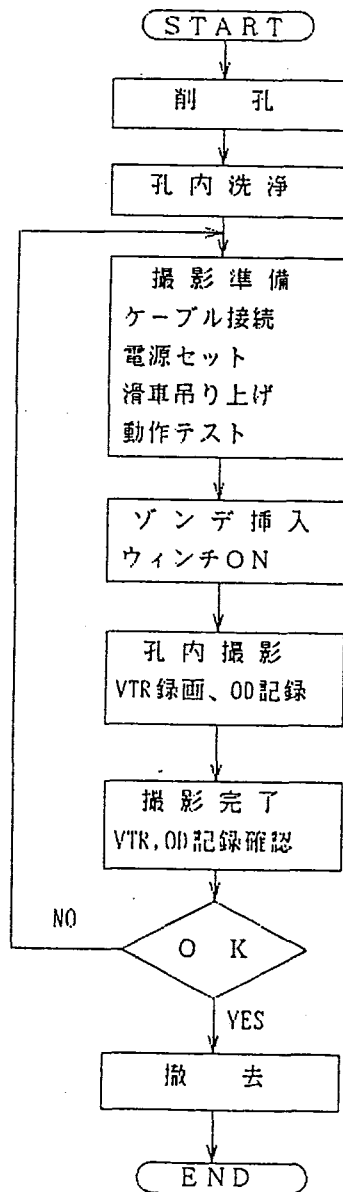 START
削 孔
孔内洗浄
撮影準備
ケーブル接続
電源セット
滑車吊り上げ
動作テスト
ゾンデ挿入
ウィンチON
孔内撮影
VTR録画、OD記録
撮影完了
VTR,OD記録確認
OK
NO
YES
撤 去
END